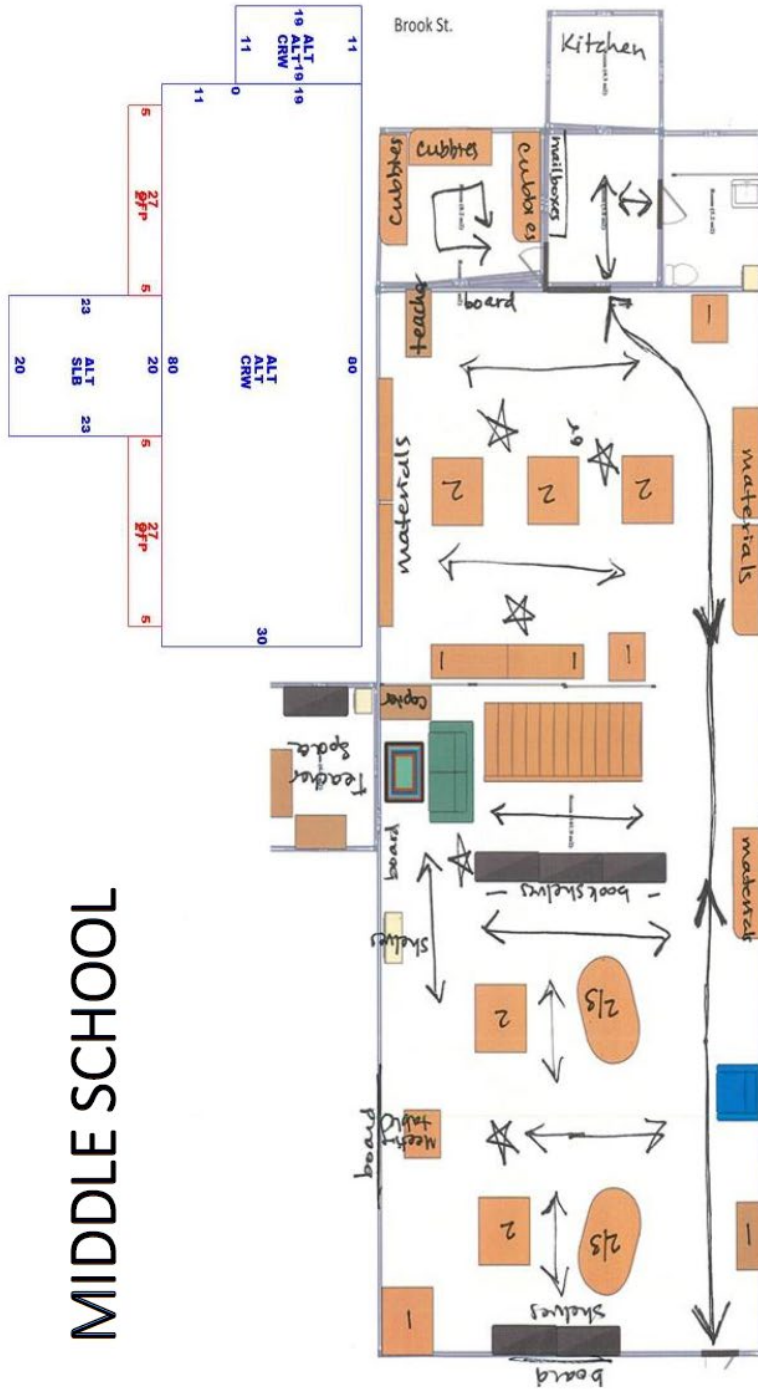 MIDDLE SCHOOL
19
ALT
ALT 19
CRW
11
11
19
0
11
5
27
OFP
5
23
ALT
SLB
20
20
23
80
ALT
ALT
CRW
80
5
27
OFP
5
30
Brook St.
Kitchen
cubbies
cubbies
cubbies
mailboxes
teacher
board
1
materials
materials
2
2
2
1
1
1
Copier
Teacher
Space
board
bookshelves
shelves
materials
2
2/3
board
Meeting
table
2
2/3
1
1
shelves
board